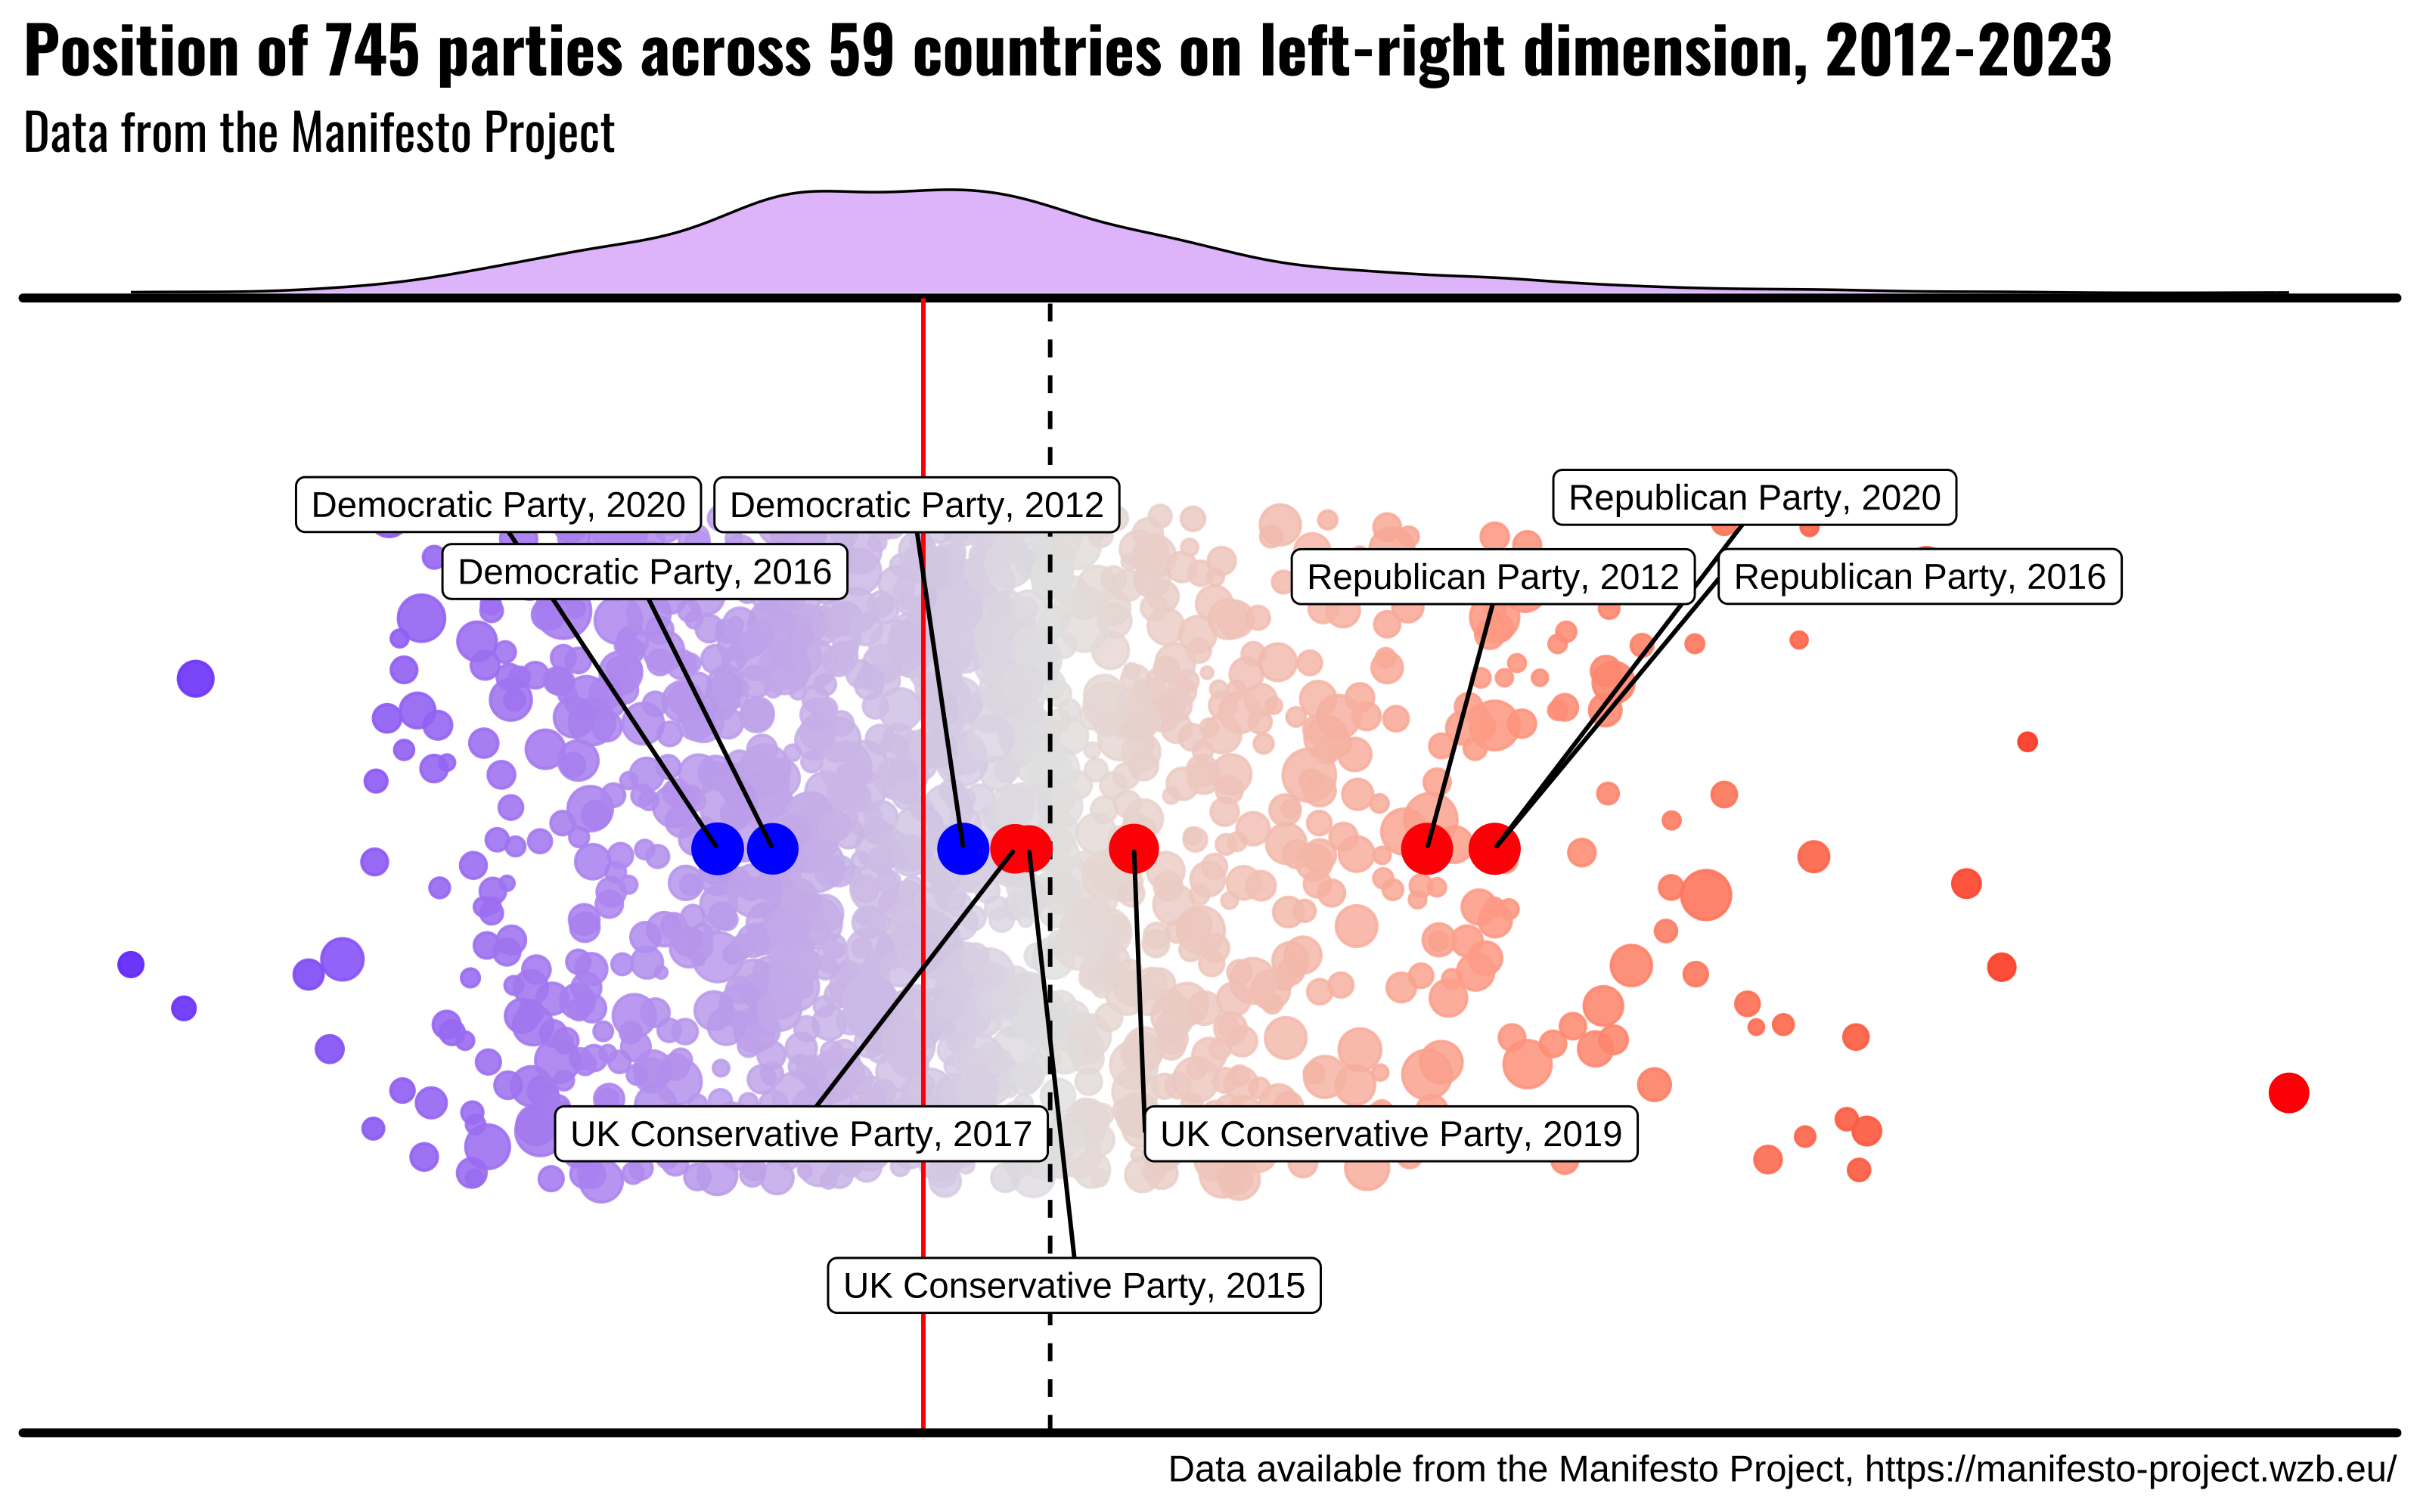 Position of 745 parties across 59 countries on left-right dimension, 2012-2023
Data from the Manifesto Project
Democratic Party, 2020
Democratic Party, 2012
Republican Party, 2020
Democratic Party, 2016
Republican Party, 2012
Republican Party, 2016
UK Conservative Party, 2017
UK Conservative Party, 2019
UK Conservative Party, 2015
Data available from the Manifesto Project, https://manifesto-project.wzb.eu/